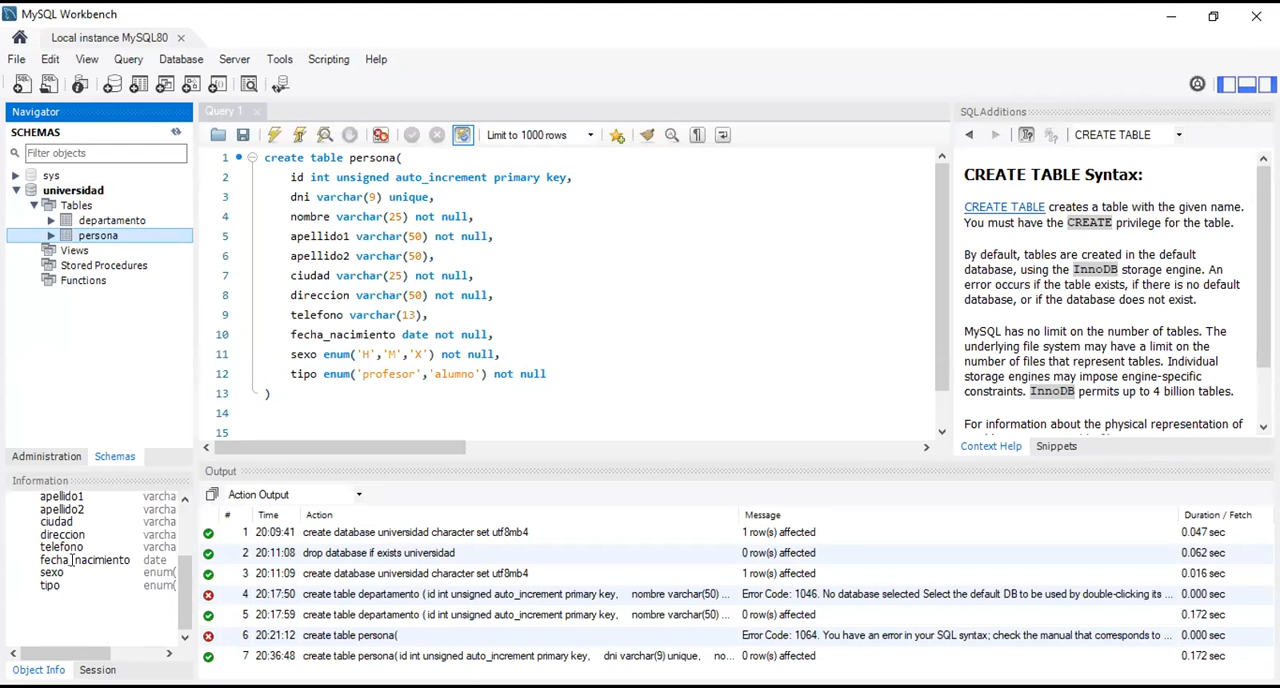 MySQL Workbench
Local instance MySQL80
File Edit View Query Database Server Tools Scripting Help
Navigator
SCHEMAS
Filter objects
sys
universidad
Tables
departamento
persona
Views
Stored Procedures
Functions
Administration Schemas
Information
apellido1 varcha
apellido2 varcha
ciudad varcha
direccion varcha
telefono varcha
fecha_nacimiento date
sexo enum(
tipo enum(
Object Info Session
Query 1
Limit to 1000 rows
1 create table persona(
2 id int unsigned auto_increment primary key,
3 dni varchar(9) unique,
4 nombre varchar(25) not null,
5 apellido1 varchar(50) not null,
6 apellido2 varchar(50),
7 ciudad varchar(25) not null,
8 direccion varchar(50) not null,
9 telefono varchar(13),
10 fecha_nacimiento date not null,
11 sexo enum('H','M','X') not null,
12 tipo enum('profesor','alumno') not null
13 )
14
15
SQLAdditions
CREATE TABLE
CREATE TABLE Syntax:
CREATE TABLE creates a table with the given name.
You must have the CREATE privilege for the table.
By default, tables are created in the default
database, using the InnoDB storage engine. An
error occurs if the table exists, if there is no default
database, or if the database does not exist.
MySQL has no limit on the number of tables. The
underlying file system may have a limit on the
number of files that represent tables. Individual
storage engines may impose engine-specific
constraints. InnoDB permits up to 4 billion tables.
For information about the physical representation of
Context Help Snippets
Output
Action Output
# Time Action Message Duration / Fetch
1 20:09:41 create database universidad character set utf8mb4 1 row(s) affected 0.047 sec
2 20:11:08 drop database if exists universidad 0 row(s) affected 0.062 sec
3 20:11:09 create database universidad character set utf8mb4 1 row(s) affected 0.016 sec
4 20:17:50 create table departamento ( id int unsigned auto_increment primary key, nombre varchar(50) ... Error Code: 1046. No database selected Select the default DB to be used by double-clicking its ... 0.000 sec
5 20:17:59 create table departamento ( id int unsigned auto_increment primary key, nombre varchar(50) ... 0 row(s) affected 0.172 sec
6 20:21:12 create table persona( Error Code: 1064. You have an error in your SQL syntax; check the manual that corresponds to ... 0.000 sec
7 20:36:48 create table persona( id int unsigned auto_increment primary key, dni varchar(9) unique, no... 0 row(s) affected 0.172 sec